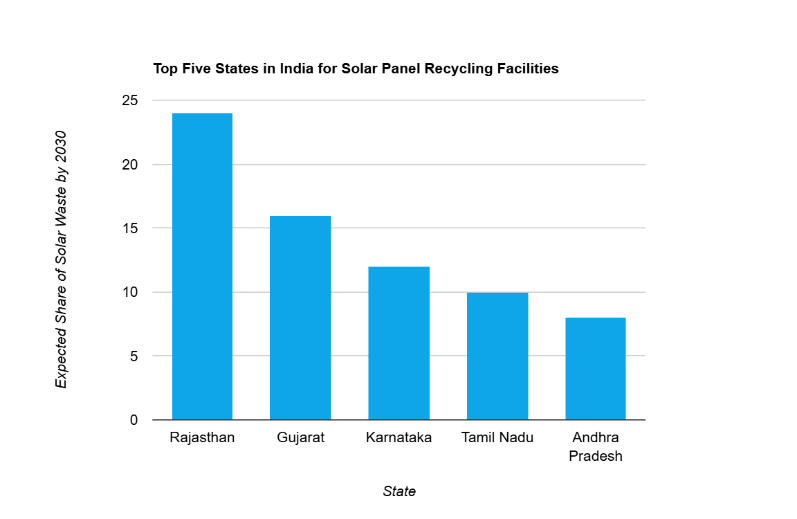 Top Five States in India for Solar Panel Recycling Facilities
Expected Share of Solar Waste by 2030
25
20
15
10
5
0
Rajasthan
Gujarat
Karnataka
Tamil Nadu
Andhra
Pradesh
State